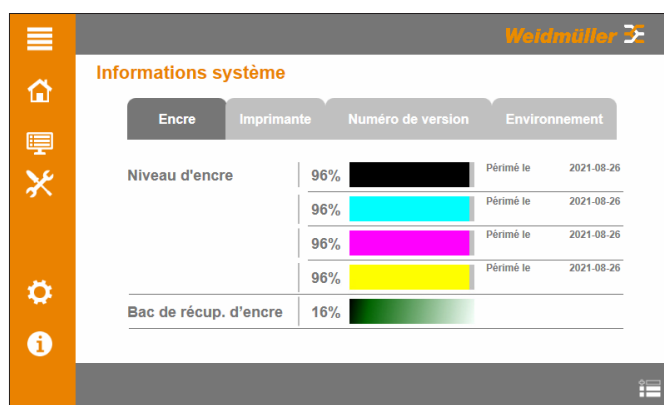 Weidmüller
Informations système
Encre Imprimante Numéro de version Environnement
Niveau d'encre 96% Périmé le 2021-08-26
96% Périmé le 2021-08-26
96% Périmé le 2021-08-26
96% Périmé le 2021-08-26
Bac de récup. d'encre 16%